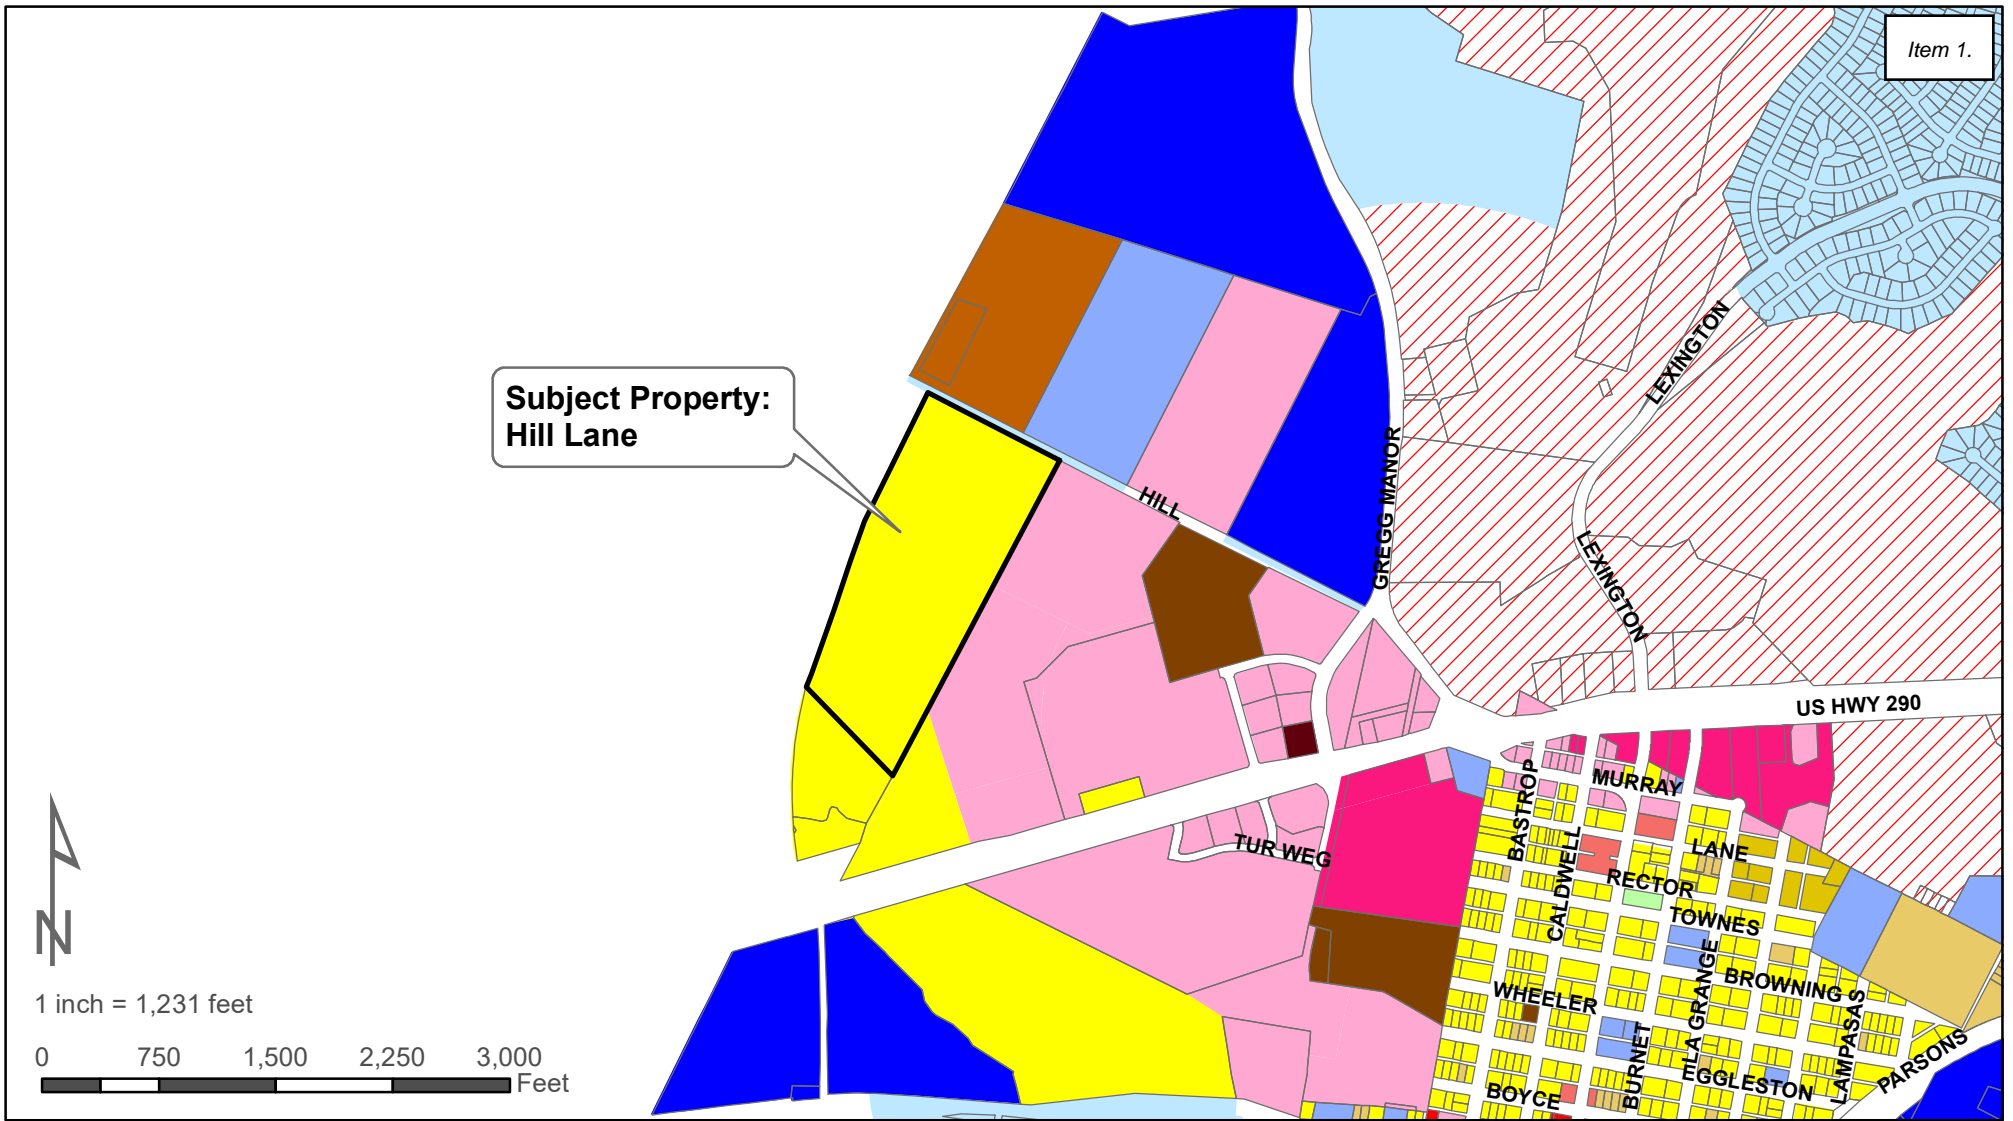 Item 1.
Subject Property:
Hill Lane
HILL
GREGG MANOR
LEXINGTON
LEXINGTON
US HWY 290
MURRAY
BASTROP
CALDWELL
TUR WEG
LANE
RECTOR
TOWNES
BROWNING
WHEELER
LA GRANGE
LAMPASAS
BURNET
EGGLESTON
PARSONS
BOYCE
N
1 inch = 1,231 feet
0 750 1,500 2,250 3,000
Feet